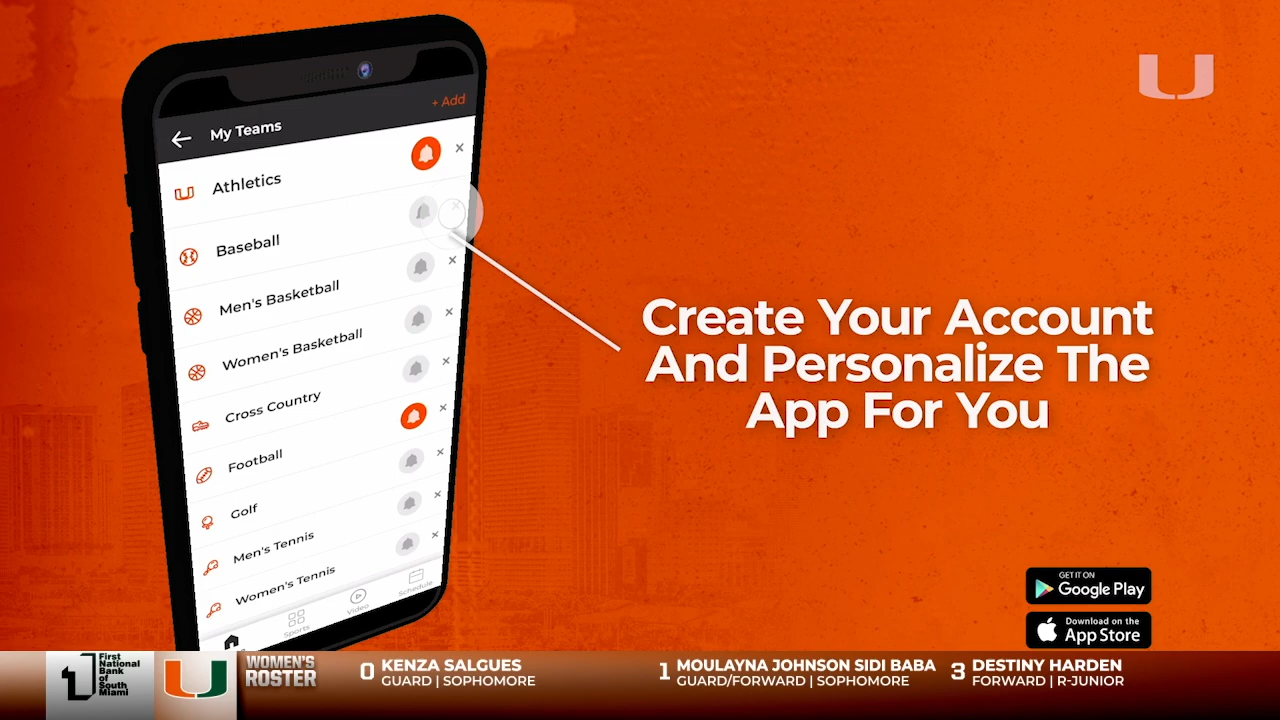 + Add
My Teams
Athletics
Baseball
Men's Basketball
Women's Basketball
Cross Country
Football
Golf
Men's Tennis
Women's Tennis
Sports
Video
Schedule
Create Your Account
And Personalize The
App For You
GET IT ON
Google Play
Download on the
App Store
First
National
Bank
of
South
Miami
U
WOMEN'S
ROSTER
0 KENZA SALGUES
GUARD | SOPHOMORE
1 MOULAYNA JOHNSON SIDI BABA
GUARD/FORWARD | SOPHOMORE
3 DESTINY HARDEN
FORWARD | R-JUNIOR